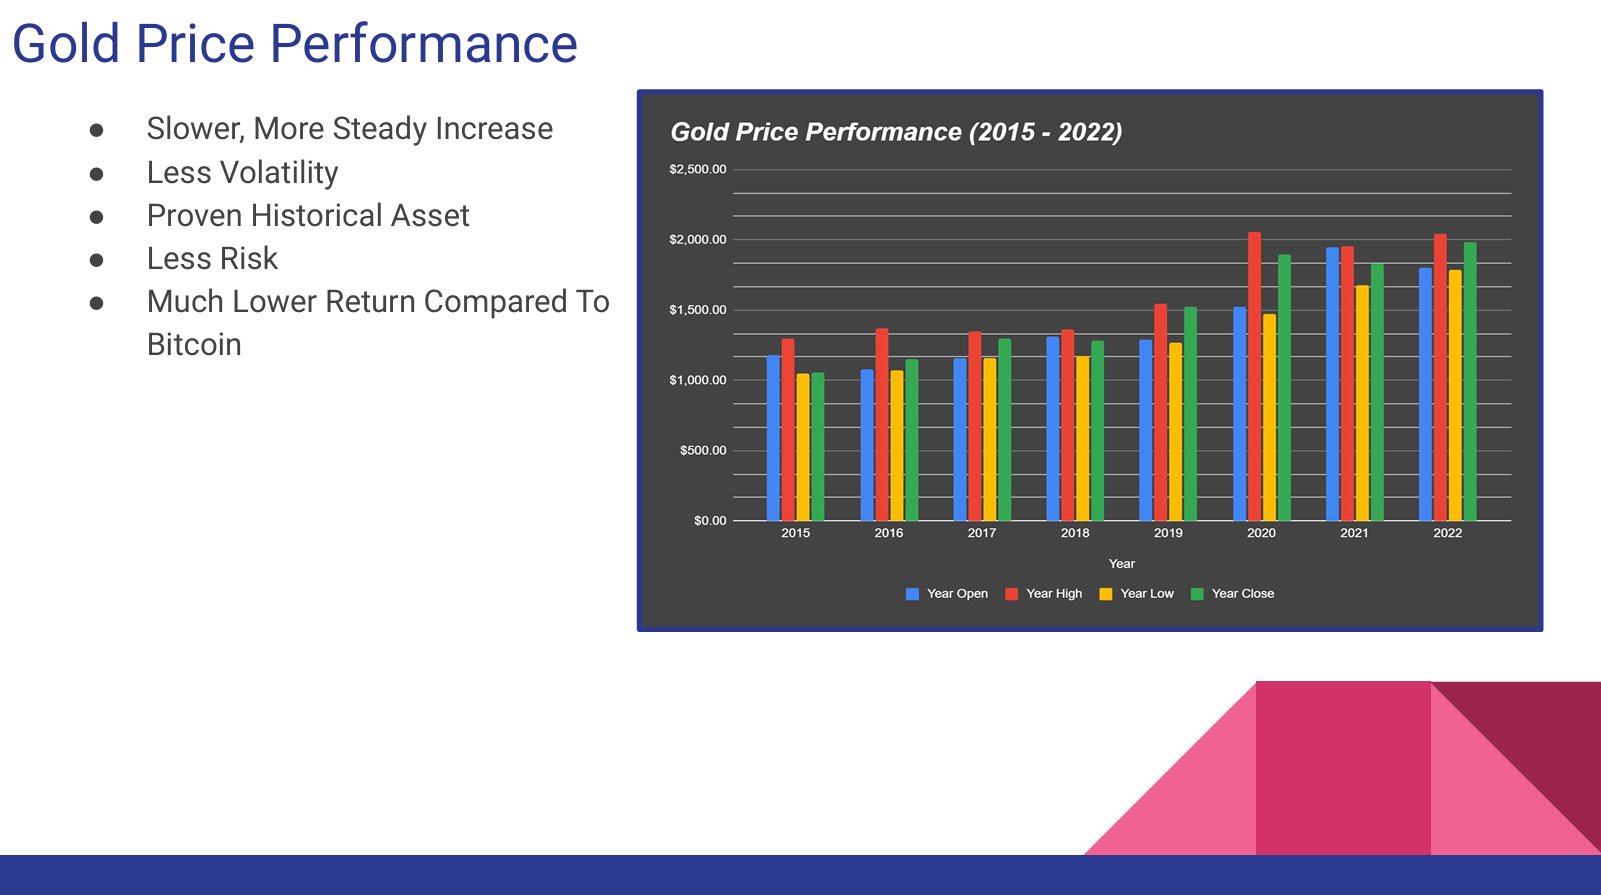 Gold Price Performance
● Slower, More Steady Increase
● Less Volatility
● Proven Historical Asset
● Less Risk
● Much Lower Return Compared To
Bitcoin
Gold Price Performance (2015 - 2022)
$2,500.00
$2,000.00
$1,500.00
$1,000.00
$500.00
$0.00
2015 2016 2017 2018 2019 2020 2021 2022
Year
Year Open Year High Year Low Year Close